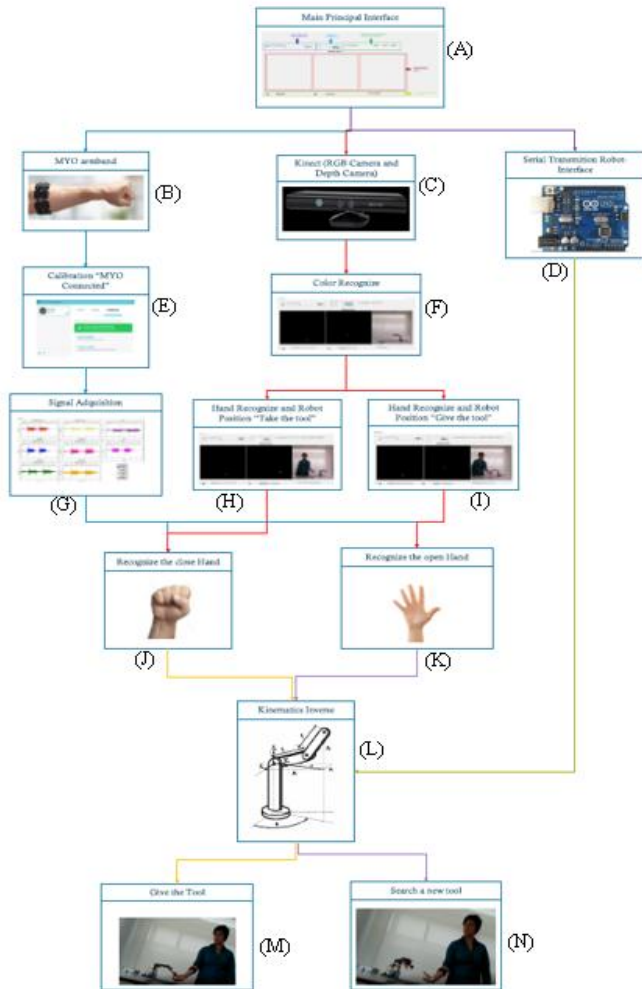 Main Principal Interface
(A)
MYO armband
(B)
Kinect (RGB-Camera and
Depth Camera)
(C)
Serial Transmition Robot-
Interface
(D)
Calibration “MYO
Connected”
(E)
Color Recognize
(F)
Signal Adquisition
(G)
Hand Recognize and Robot
Position “Take the tool”
(H)
Hand Recognize and Robot
Position “Give the tool”
(I)
Recognize the close Hand
(J)
Recognize the open Hand
(K)
Kinematics Inverse
(L)
Give the Tool
(M)
Search a new tool
(N)